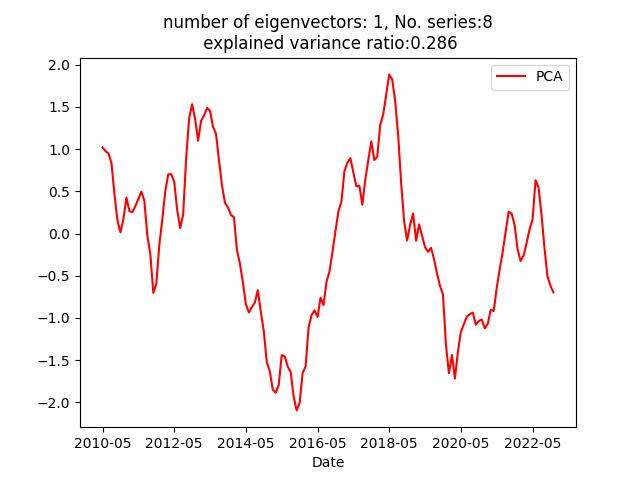 number of eigenvectors: 1, No. series:8
explained variance ratio:0.286
PCA
2.0
1.5
1.0
0.5
0.0
−0.5
−1.0
−1.5
−2.0
2010-05 2012-05 2014-05 2016-05 2018-05 2020-05 2022-05
Date